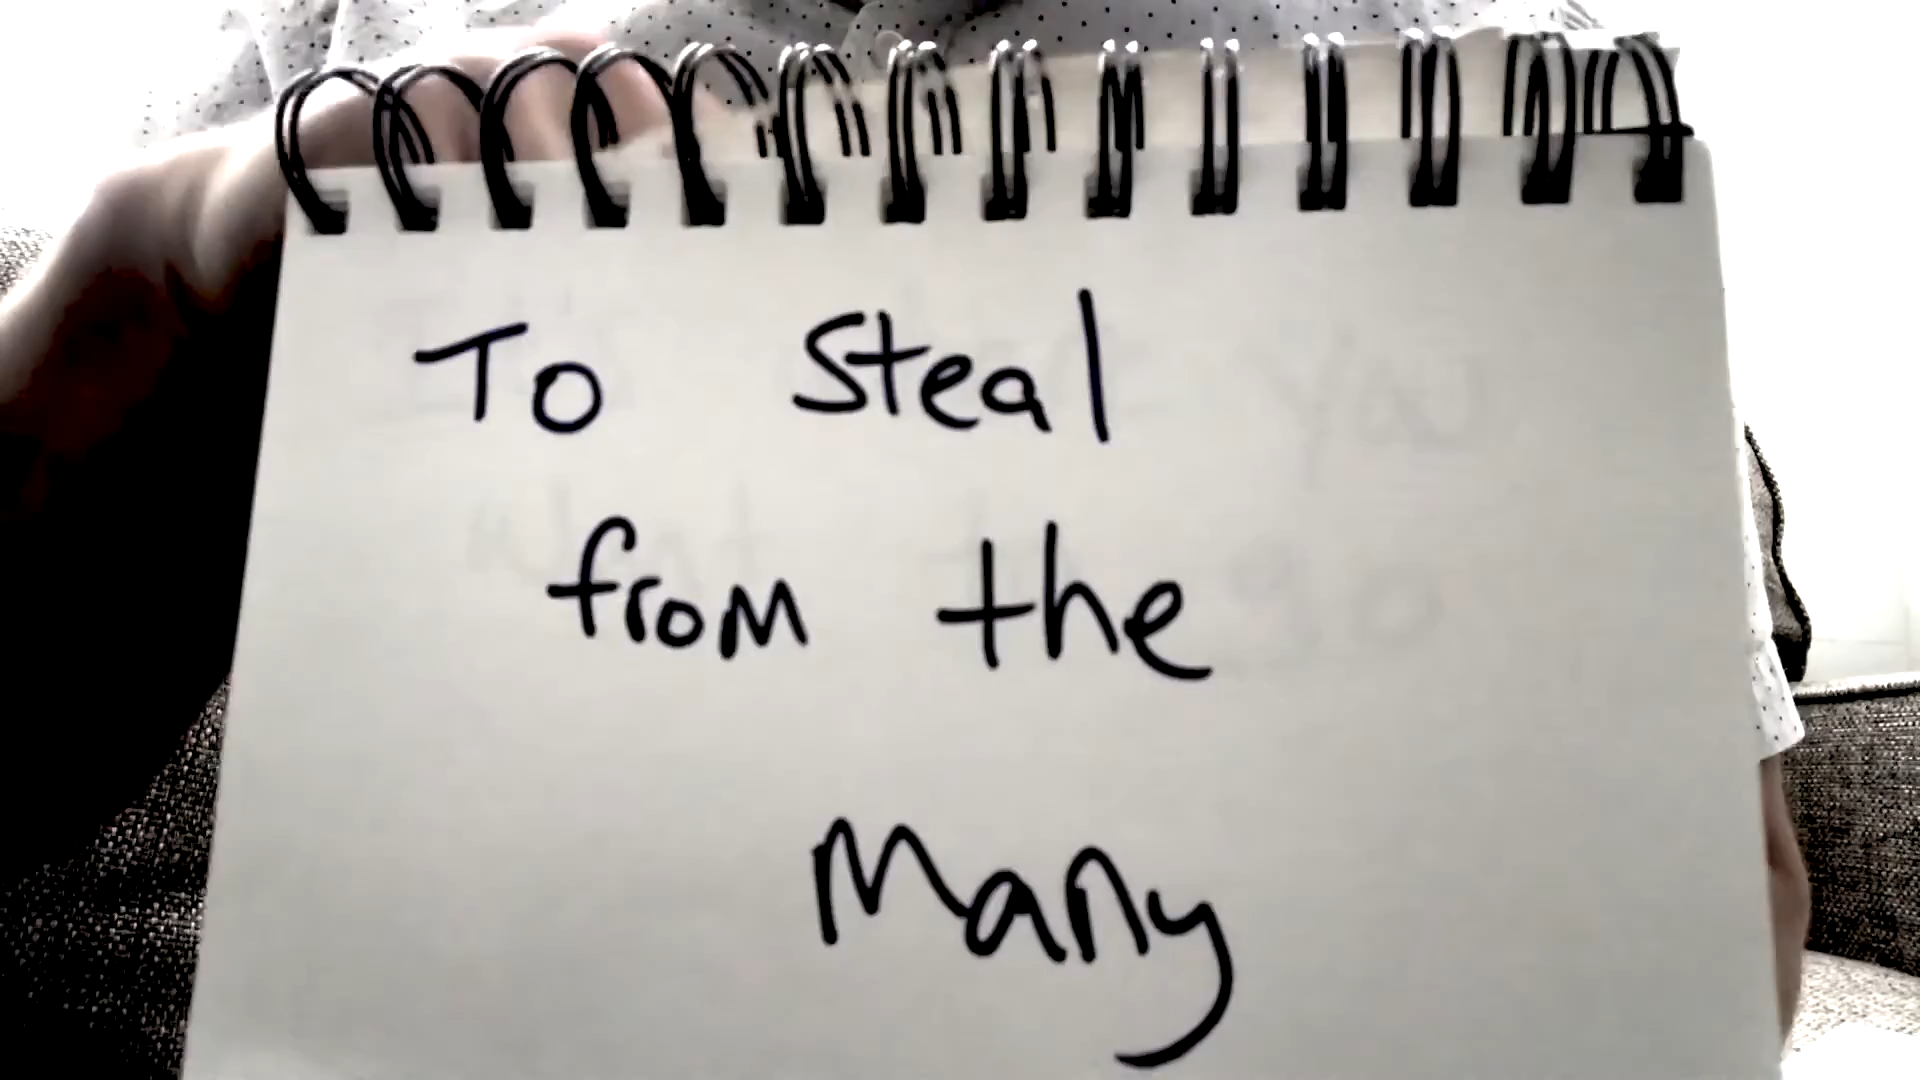 To Steal
from the
Many